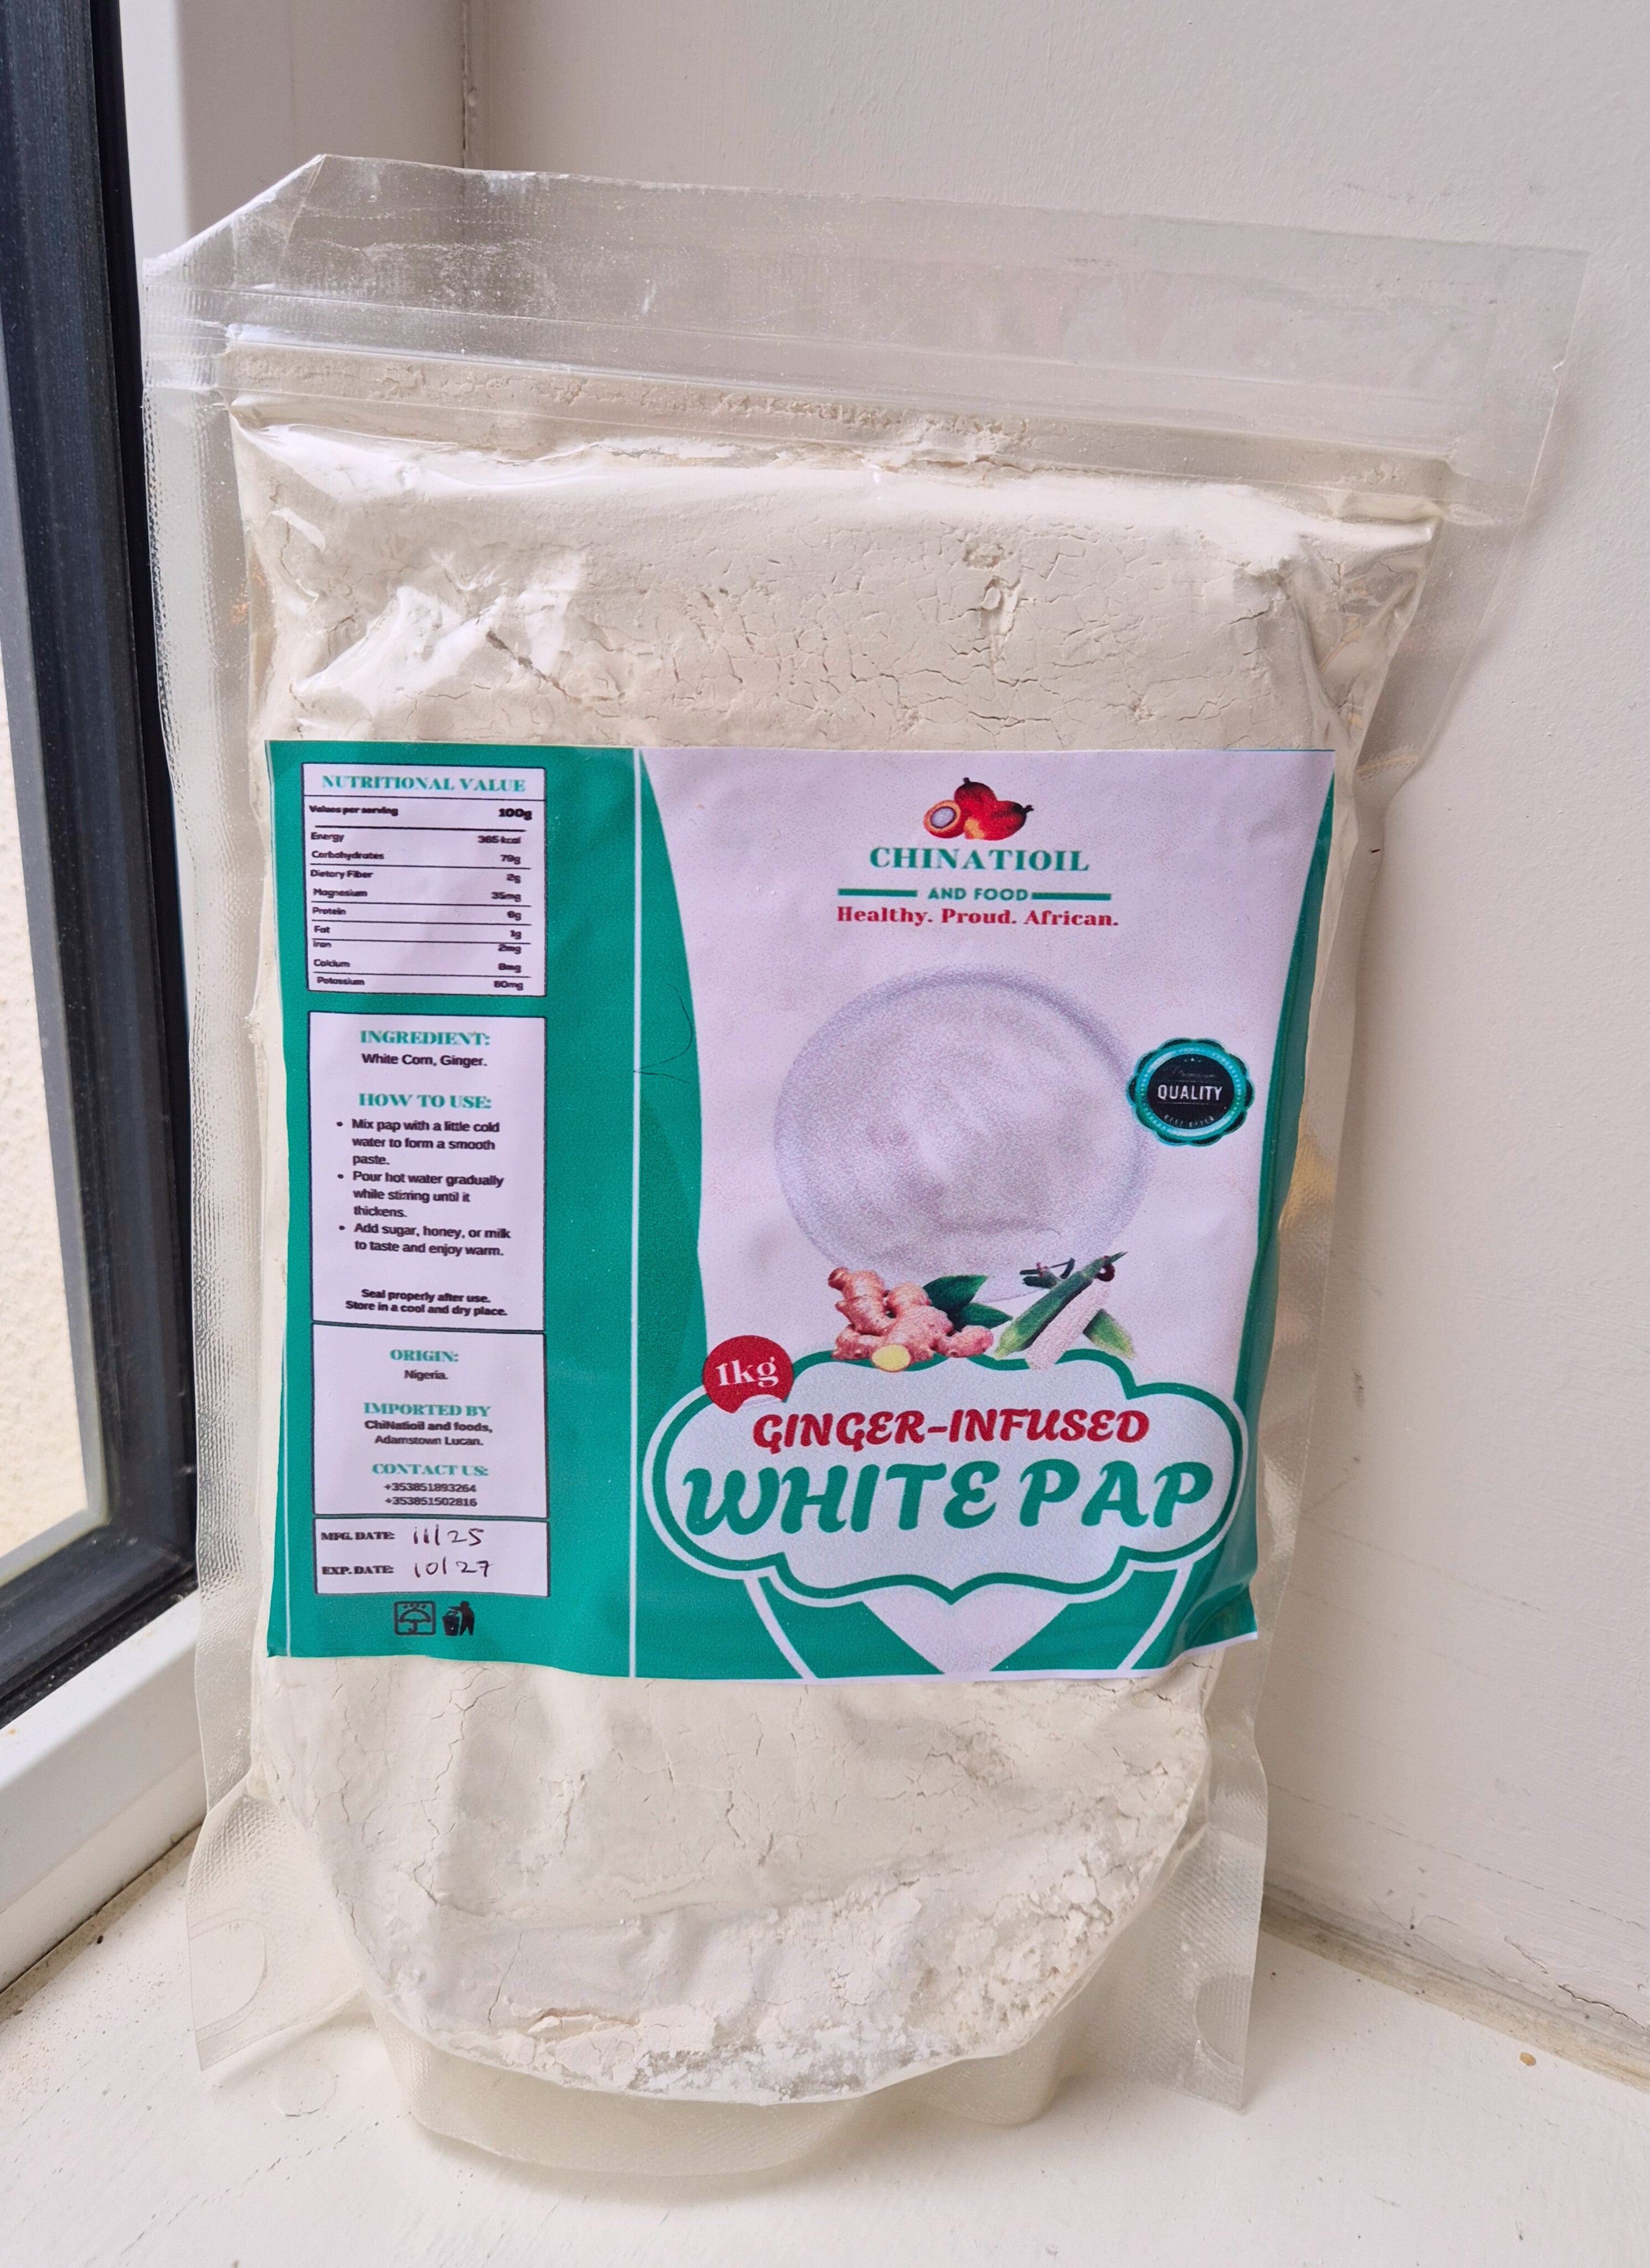 NUTRITIONAL VALUE
Values per serving 100g
Energy 365 kcal
Carbohydrates 79g
Dietary Fiber 2g
Magnesium 35mg
Protein 6g
Fat 1g
Iron 2mg
Calcium 8mg
Potassium 80mg
INGREDIENT:
White Corn, Ginger.
HOW TO USE:
• Mix pap with a little cold
water to form a smooth
paste.
• Pour hot water gradually
while stirring until it
thickens.
• Add sugar, honey, or milk
to taste and enjoy warm.
Seal properly after use.
Store in a cool and dry place.
ORIGIN:
Nigeria.
IMPORTED BY
ChiNatioil and foods,
Adamstown Lucan.
CONTACT US:
+353851893264
+353851502816
MFG. DATE: 11/25
EXP. DATE: 10/27
CHINATIOIL
AND FOOD
Healthy. Proud. African.
Premium
QUALITY
1kg
GINGER-INFUSED
WHITE PAP